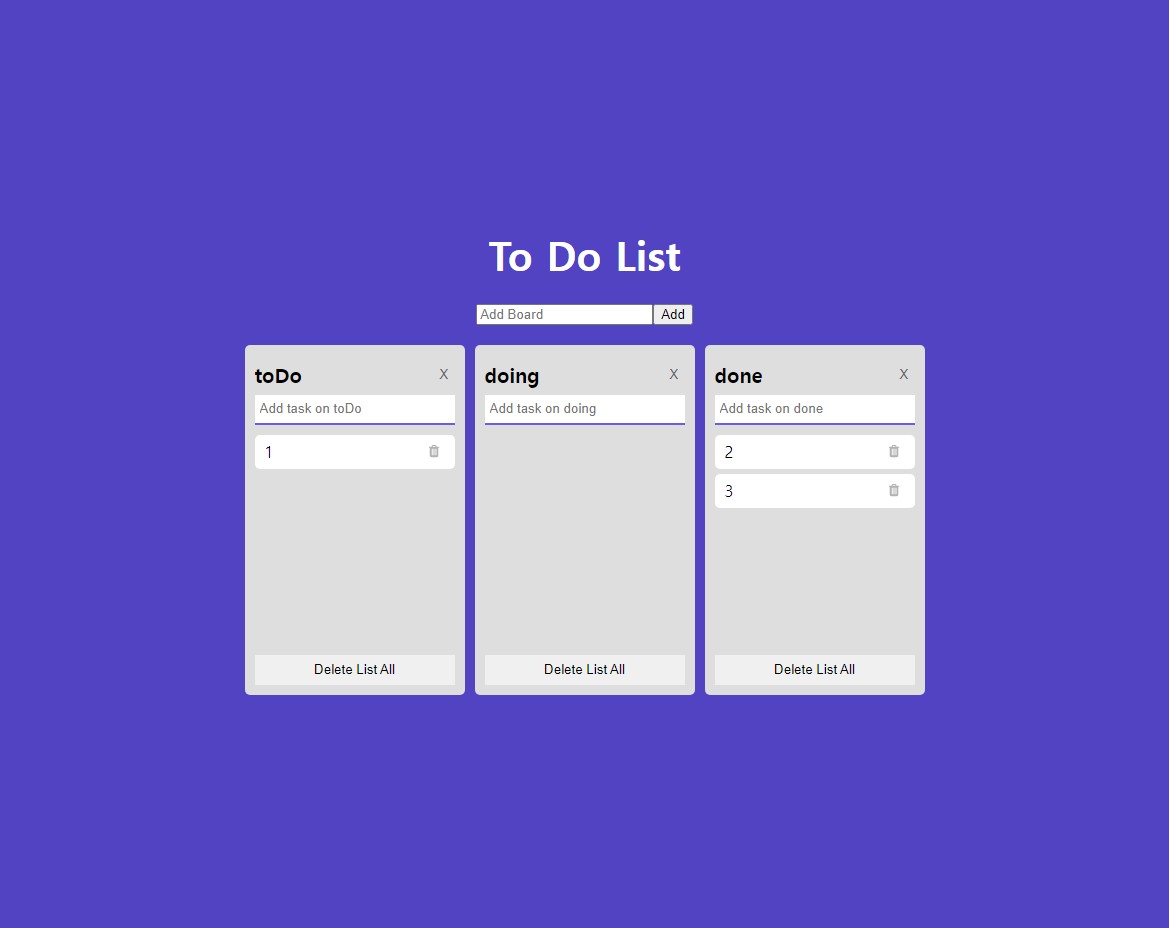 To Do List
Add Board Add
toDo X
Add task on toDo
1
Delete List All
doing X
Add task on doing
Delete List All
done X
Add task on done
2
3
Delete List All